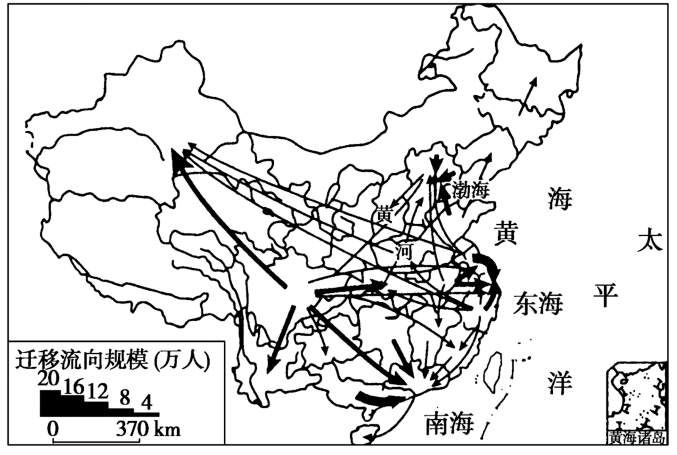 渤海
黄
河
海
黄
太
平
东海
洋
南海
迁移流向规模(万人)
20 16 12 8 4
0 370 km
黄海诸岛